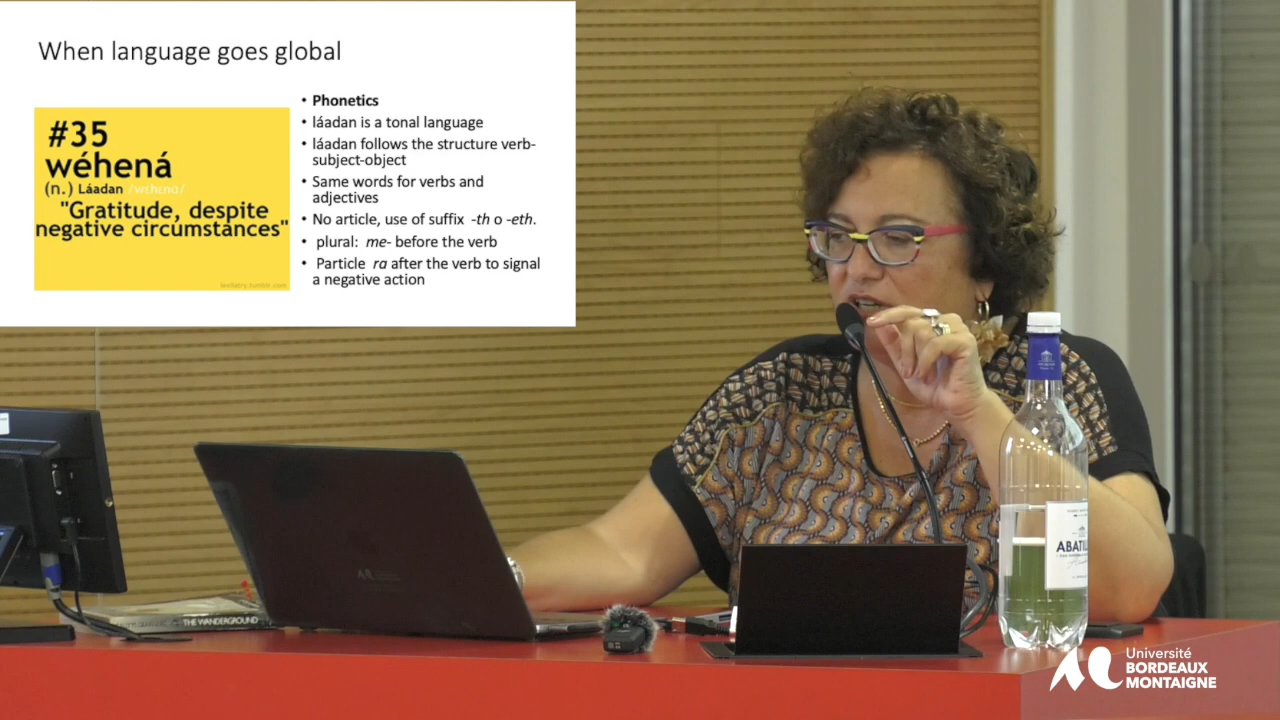 When language goes global
#35
wéhená
(n.) Láadan /wɛhɛná/
"Gratitude, despite
negative circumstances"
lexiliatry.tumblr.com
• Phonetics
• láadan is a tonal language
• láadan follows the structure verb-
subject-object
• Same words for verbs and
adjectives
• No article, use of suffix -th o -eth.
• plural: me- before the verb
• Particle ra after the verb to signal
a negative action
THE WANDERGROUND
ABATIL
Université
BORDEAUX
MONTAIGNE